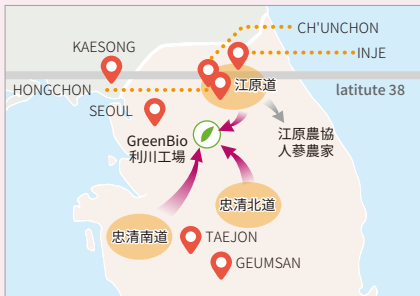 CH'UNCHON
KAESONG
INJE
HONGCHON
江原道
latitute 38
SEOUL
GreenBio
利川工場
江原農協
人蔘農家
忠清北道
忠清南道
TAEJON
GEUMSAN